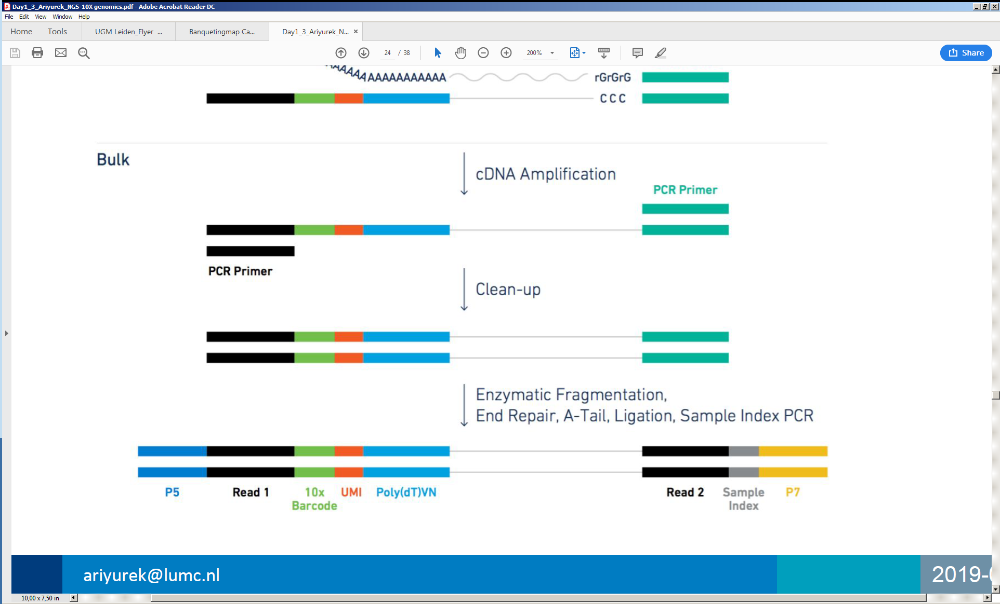 Day1_3_Ariyurek_NGS-10X genomics.pdf - Adobe Acrobat Reader DC
File Edit View Window Help
Home Tools UGM Leiden_Flyer ... Banquetingmap Ca... Day1_3_Ariyurek_N... ×
24 / 38 200% Share
AAAAAAAAAAA rGrGrG
CCC
Bulk
cDNA Amplification
PCR Primer
PCR Primer
Clean-up
Enzymatic Fragmentation,
End Repair, A-Tail, Ligation, Sample Index PCR
P5 Read 1 10x UMI Poly(dT)VN Read 2 Sample P7
Barcode Index
ariyurek@lumc.nl
2019-
10,00 x 7,50 in